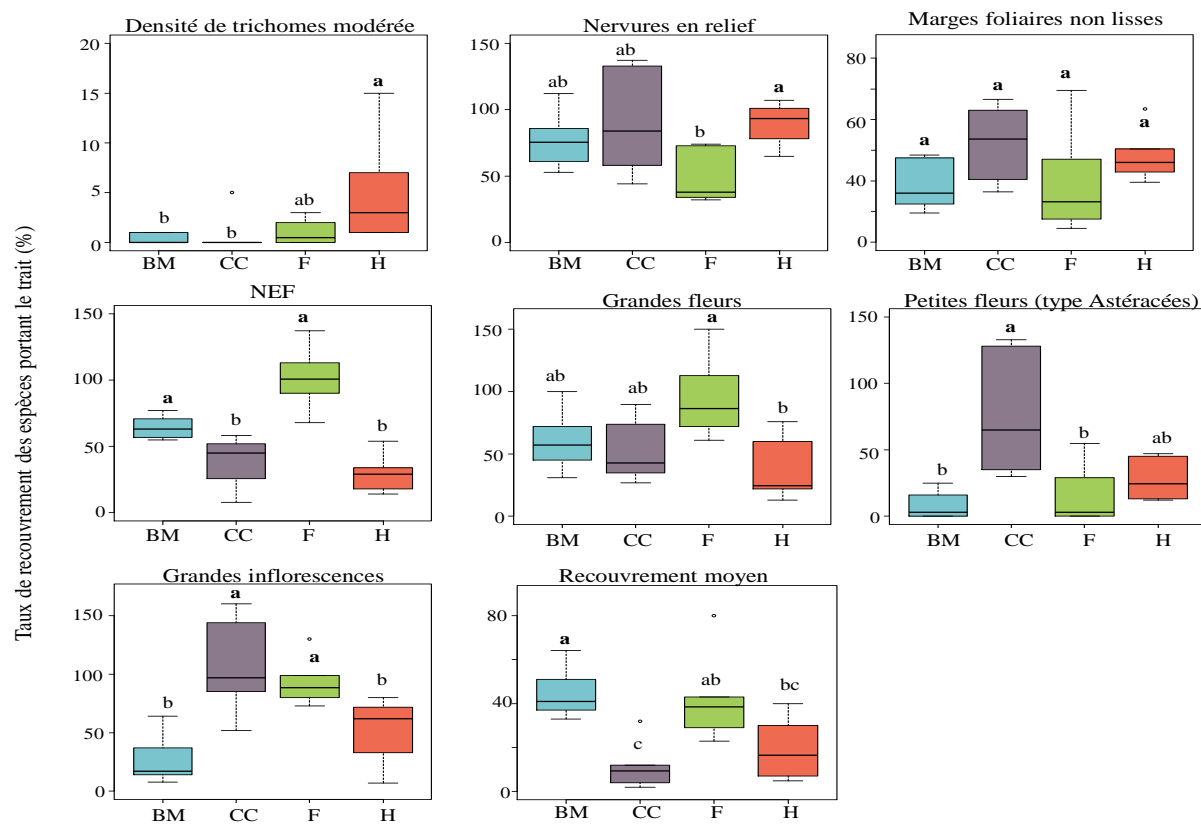 Taux de recouvrement des espèces portant le trait (%)
Densité de trichomes modérée
20
15
10
5
0
b
b
ab
a
BM CC F H
Nervures en relief
150
100
50
0
ab
ab
b
a
BM CC F H
Marges foliaires non lisses
80
60
40
20
0
a
a
a
a
BM CC F H
NEF
150
100
50
0
a
b
a
b
BM CC F H
Grandes fleurs
150
100
50
0
ab
ab
a
b
BM CC F H
Petites fleurs (type Astéracées)
150
100
50
0
b
a
b
ab
BM CC F H
Grandes inflorescences
150
100
50
0
b
a
a
b
BM CC F H
Recouvrement moyen
80
40
20
0
a
c
ab
bc
BM CC F H